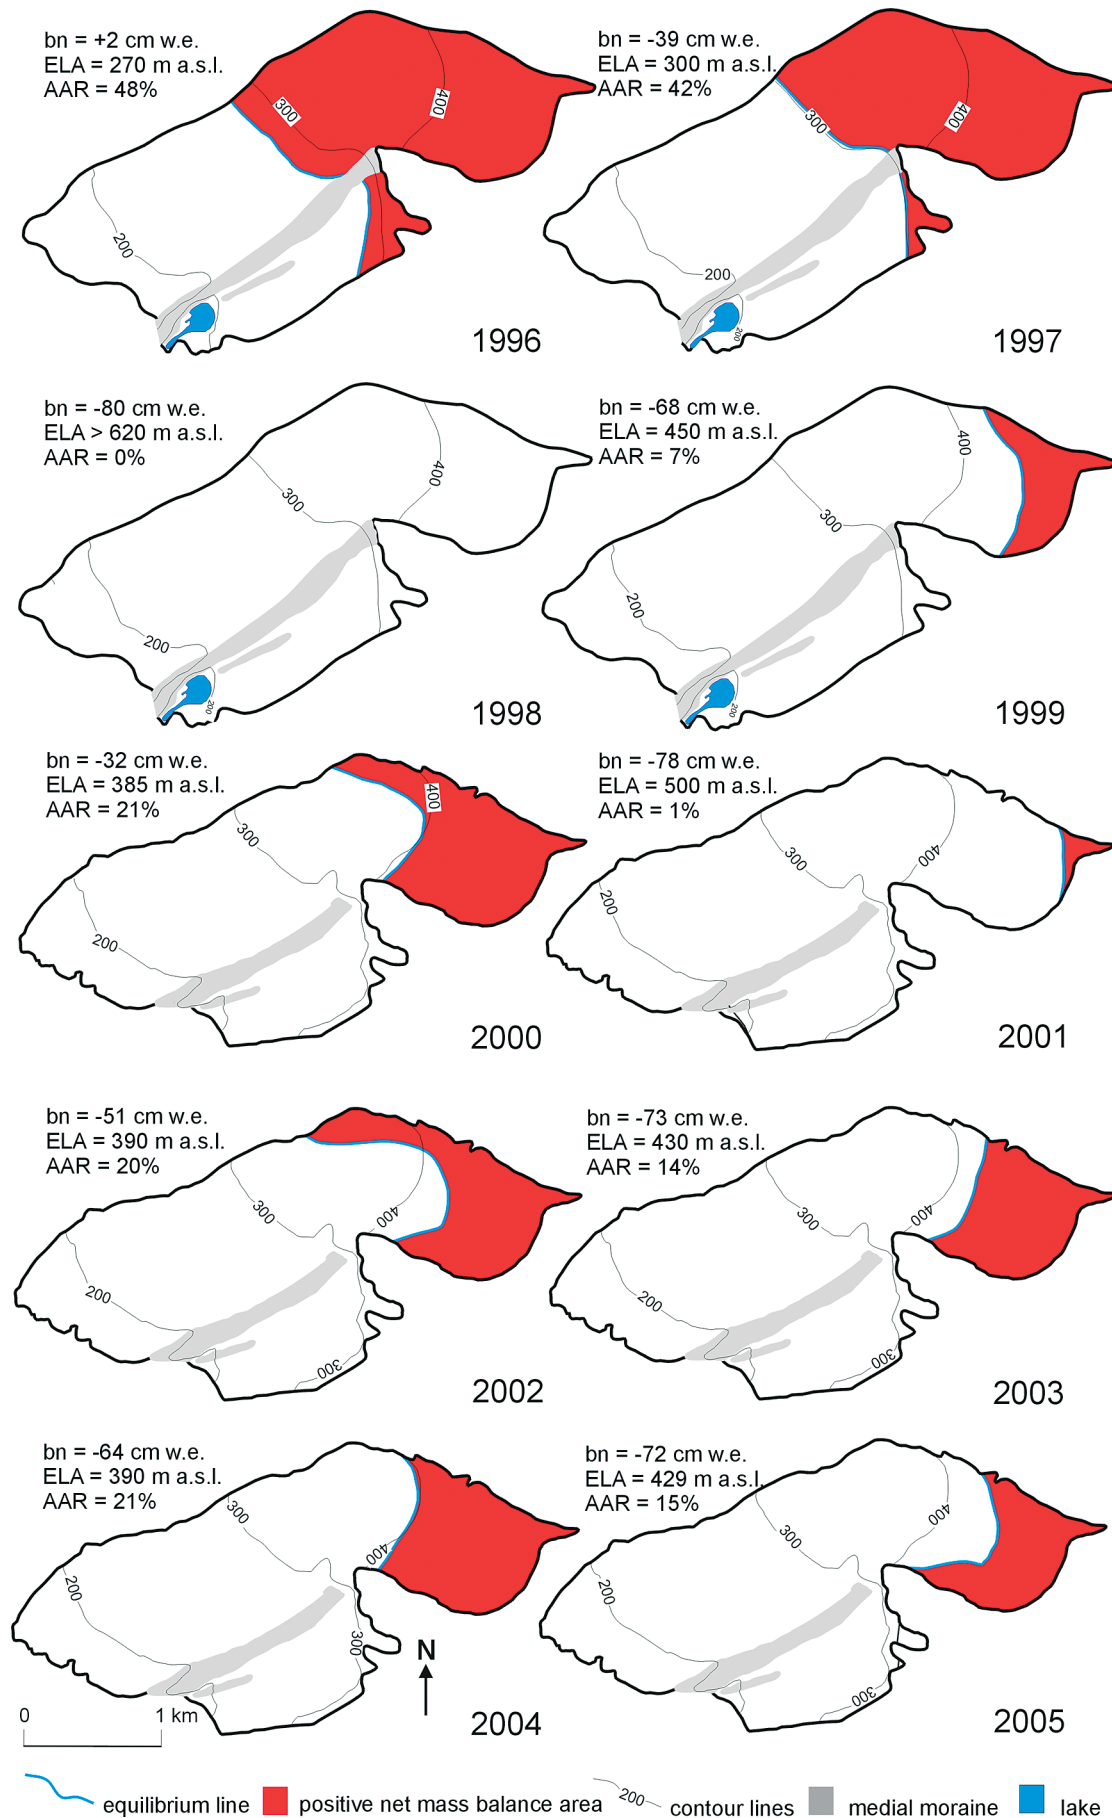 bn = +2 cm w.e.
ELA = 270 m a.s.l.
AAR = 48%
300
400
200
1996
bn = -39 cm w.e.
ELA = 300 m a.s.l.
AAR = 42%
300
400
200
200
1997
bn = -80 cm w.e.
ELA > 620 m a.s.l.
AAR = 0%
400
300
200
200
1998
bn = -68 cm w.e.
ELA = 450 m a.s.l.
AAR = 7%
400
300
200
200
1999
bn = -32 cm w.e.
ELA = 385 m a.s.l.
AAR = 21%
400
300
200
2000
bn = -78 cm w.e.
ELA = 500 m a.s.l.
AAR = 1%
400
300
200
2001
bn = -51 cm w.e.
ELA = 390 m a.s.l.
AAR = 20%
300
400
200
300
2002
bn = -73 cm w.e.
ELA = 430 m a.s.l.
AAR = 14%
300
400
200
300
2003
bn = -64 cm w.e.
ELA = 390 m a.s.l.
AAR = 21%
300
400
200
300
2004
bn = -72 cm w.e.
ELA = 429 m a.s.l.
AAR = 15%
400
300
200
300
2005
N
0 1 km
equilibrium line
positive net mass balance area
200
contour lines
medial moraine
lake